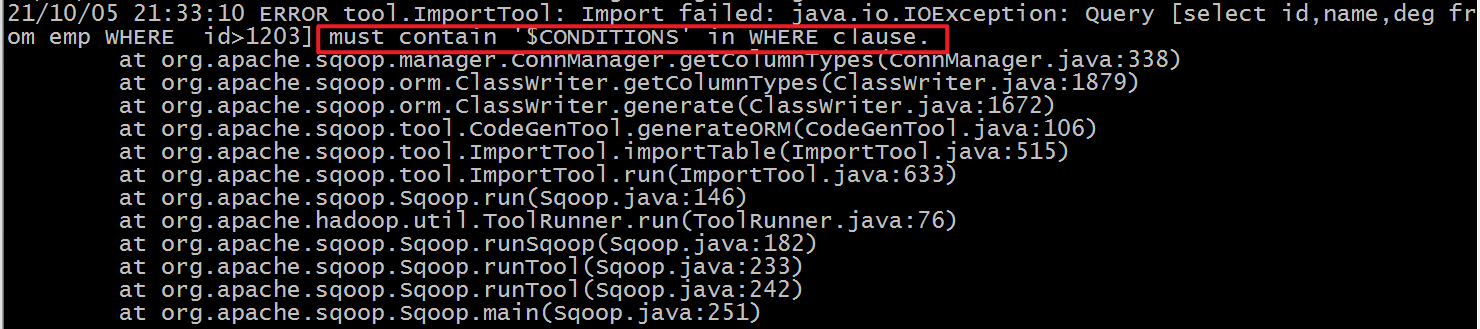 21/10/05 21:33:10 ERROR tool.ImportTool: Import failed: java.io.IOException: Query [select id,name,deg fr
om emp WHERE  id>1203] must contain '$CONDITIONS' in WHERE clause.
        at org.apache.sqoop.manager.ConnManager.getColumnTypes(ConnManager.java:338)
        at org.apache.sqoop.orm.ClassWriter.getColumnTypes(ClassWriter.java:1879)
        at org.apache.sqoop.orm.ClassWriter.generate(ClassWriter.java:1672)
        at org.apache.sqoop.tool.CodeGenTool.generateORM(CodeGenTool.java:106)
        at org.apache.sqoop.tool.ImportTool.importTable(ImportTool.java:515)
        at org.apache.sqoop.tool.ImportTool.run(ImportTool.java:633)
        at org.apache.sqoop.Sqoop.run(Sqoop.java:146)
        at org.apache.hadoop.util.ToolRunner.run(ToolRunner.java:76)
        at org.apache.sqoop.Sqoop.runSqoop(Sqoop.java:182)
        at org.apache.sqoop.Sqoop.runTool(Sqoop.java:233)
        at org.apache.sqoop.Sqoop.runTool(Sqoop.java:242)
        at org.apache.sqoop.Sqoop.main(Sqoop.java:251)